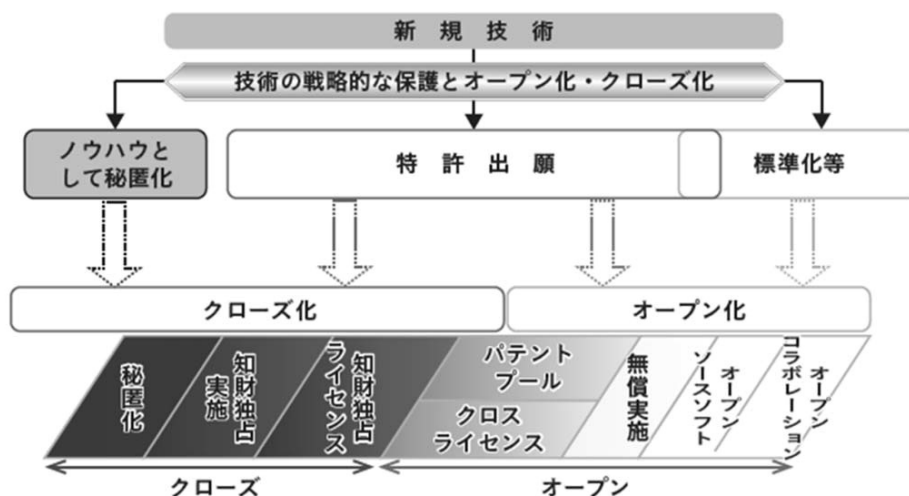 新規技術
技術の戦略的な保護とオープン化・クローズ化
ノウハウと
して秘匿化
特許出願
標準化等
クローズ化
オープン化
秘匿化
知財独占
実施
知財独占
ライセンス
パテント
プール
クロス
ライセンス
無償実施
オープン
ソースソフト
オープン
コラボレーション
クローズ
オープン